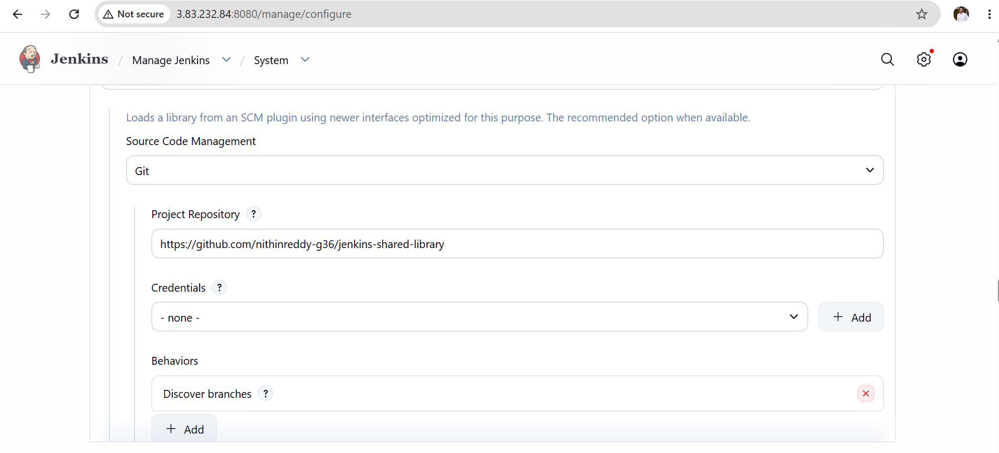 Not secure 3.83.232.84:8080/manage/configure
Jenkins / Manage Jenkins / System
Loads a library from an SCM plugin using newer interfaces optimized for this purpose. The recommended option when available.
Source Code Management
Git
Project Repository ?
https://github.com/nithinreddy-g36/jenkins-shared-library
Credentials ?
- none -
+ Add
Behaviors
Discover branches ?
+ Add